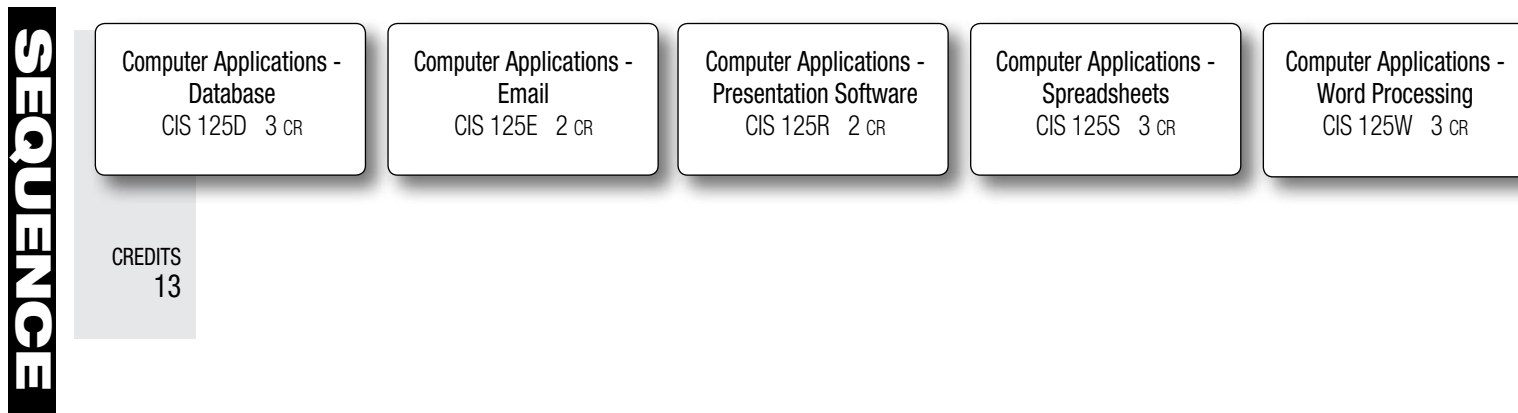 SEQUENCE
Computer Applications -
Database
CIS 125D 3 CR
Computer Applications -
Email
CIS 125E 2 CR
Computer Applications -
Presentation Software
CIS 125R 2 CR
Computer Applications -
Spreadsheets
CIS 125S 3 CR
Computer Applications -
Word Processing
CIS 125W 3 CR
CREDITS
13